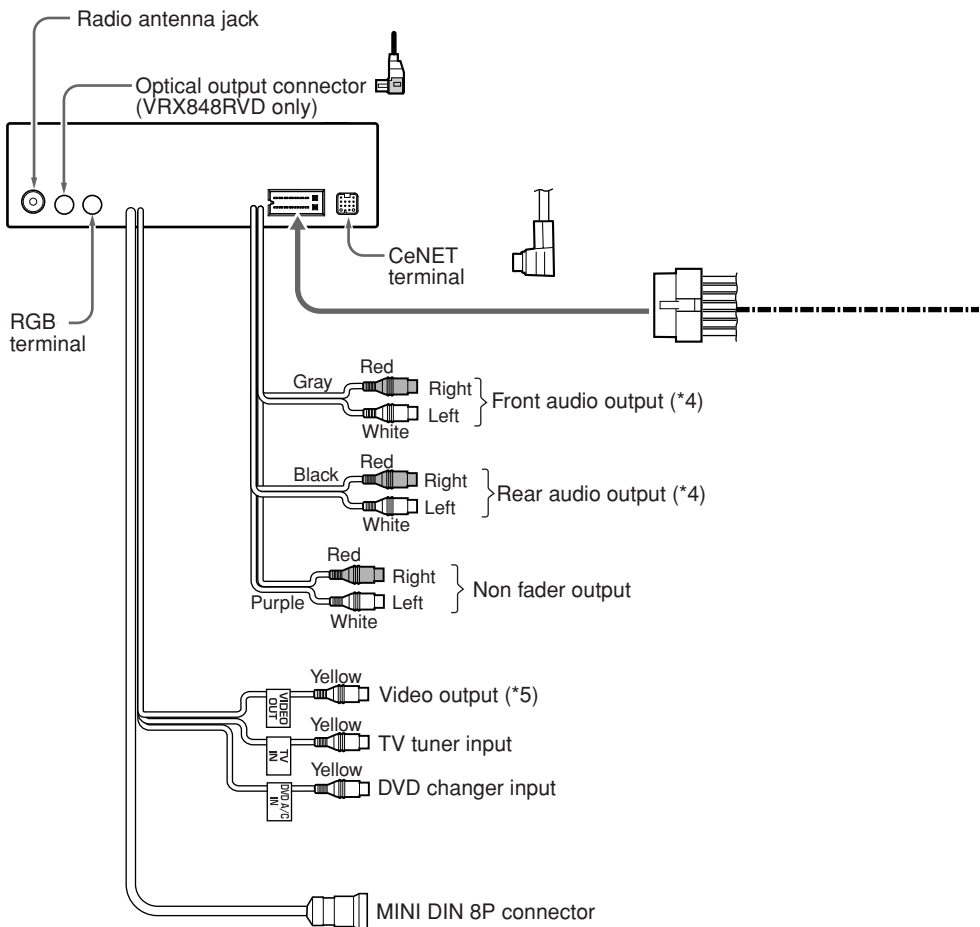 Radio antenna jack
Optical output connector
(VRX848RVD only)
CeNET
terminal
RGB
terminal
Red
Gray
Right
Left
White
Front audio output (*4)
Red
Black
Right
Left
White
Rear audio output (*4)
Red
Right
Purple
Left
White
Non fader output
Yellow
VIDEO
OUT
Video output (*5)
Yellow
TV
IN
TV tuner input
Yellow
DVD A/C
IN
DVD changer input
MINI DIN 8P connector